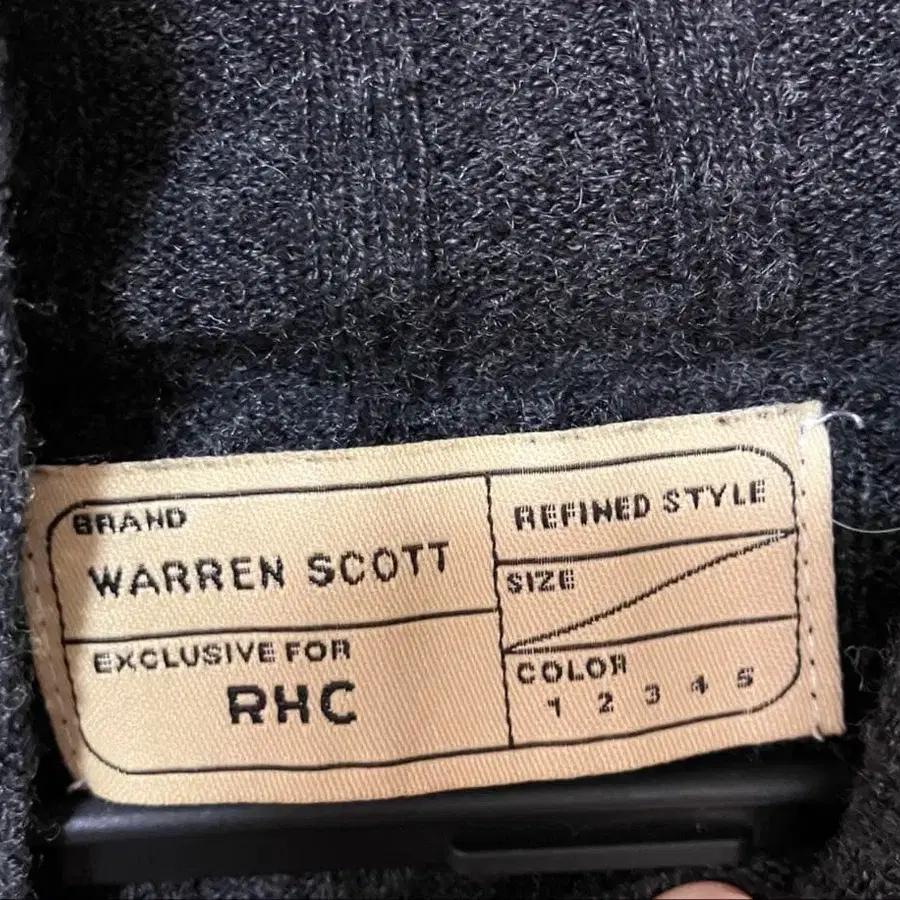 BRAND
WARREN SCOTT
EXCLUSIVE FOR
RHC
REFINED STYLE
SIZE
COLOR
1 2 3 4 5